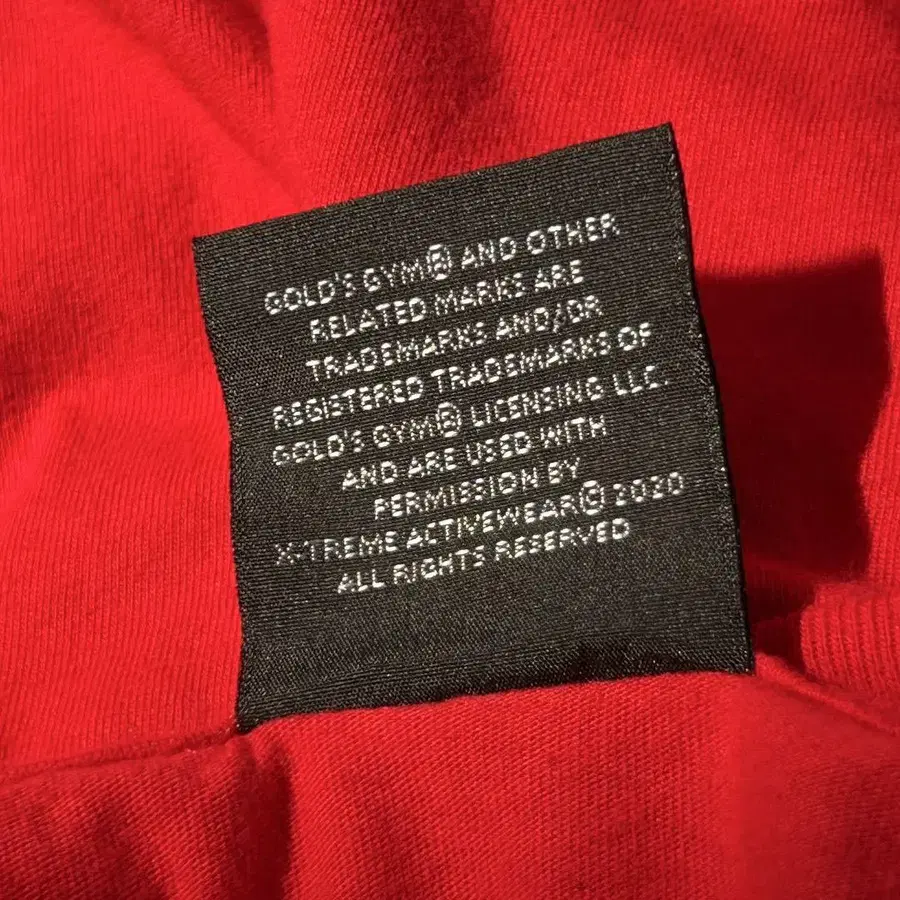 GOLD'S GYM® AND OTHER
RELATED MARKS ARE
TRADEMARKS AND/OR
REGISTERED TRADEMARKS OF
GOLD'S GYM® LICENSING LLC.
AND ARE USED WITH
PERMISSION BY
X-TREME ACTIVEWEAR© 2020
ALL RIGHTS RESERVED